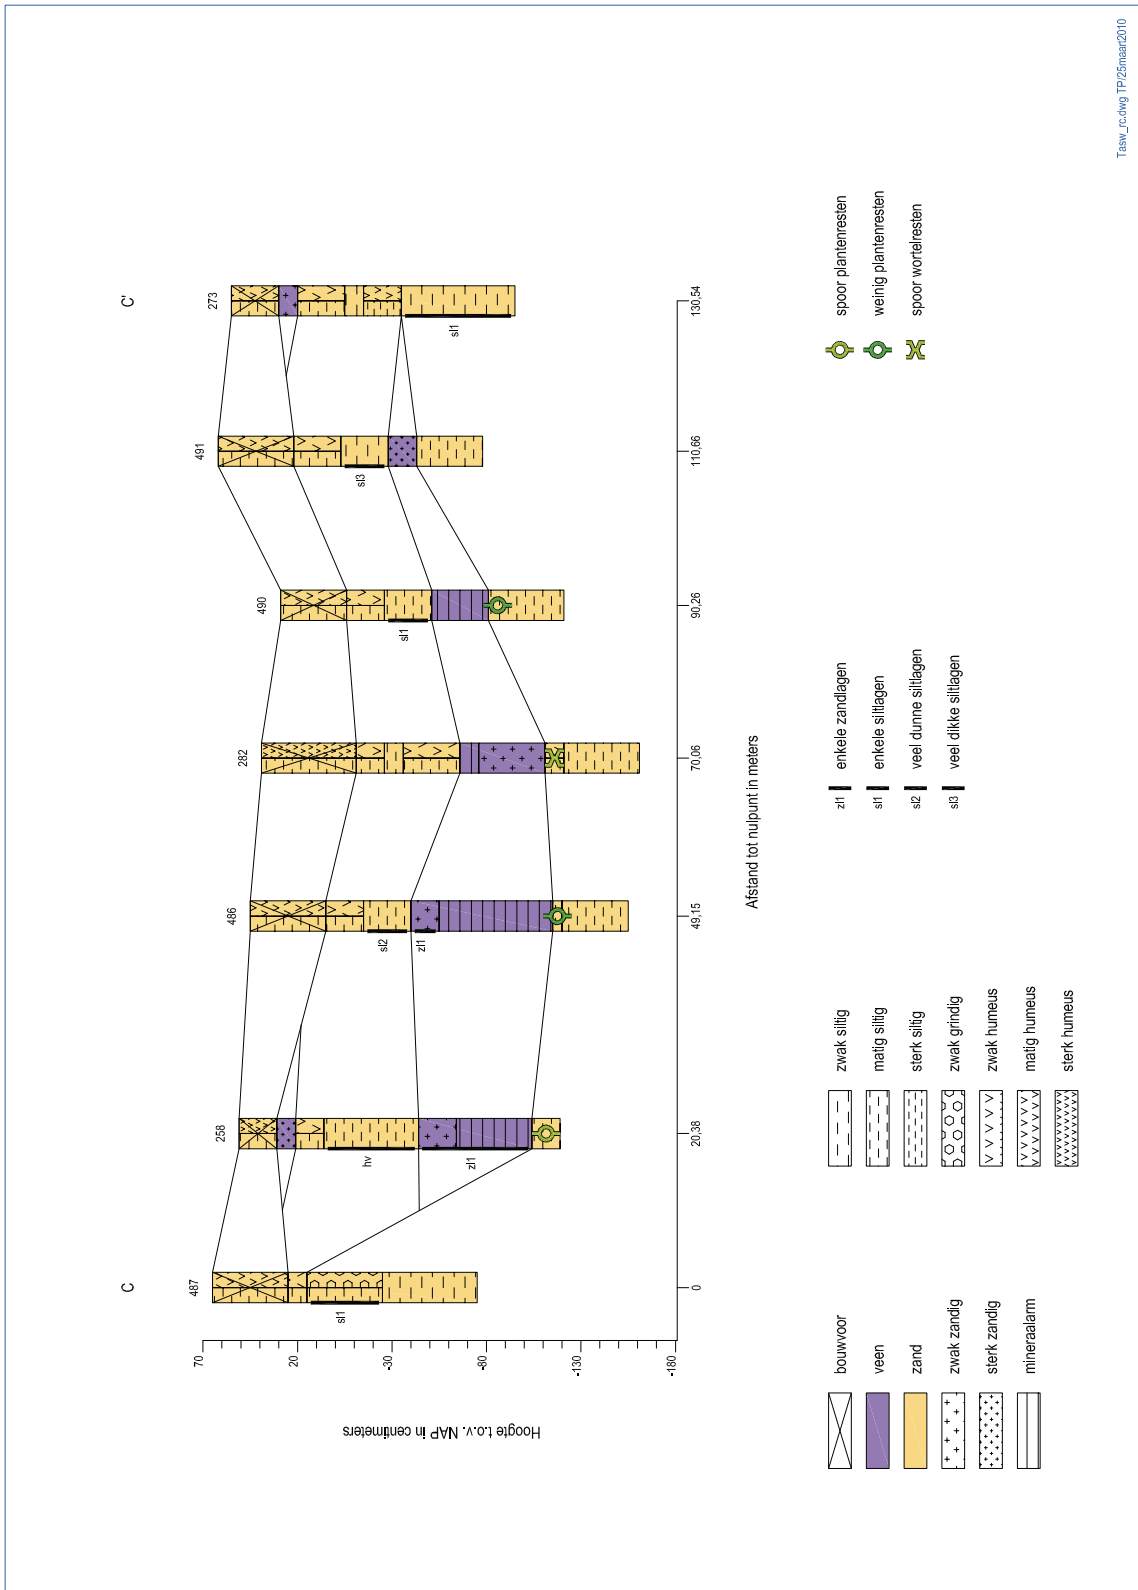 C
C'
487
258
486
282
490
491
273
sl1
hv
zl1
sl2
zl1
sl1
sl3
sl1
Hoogte t.o.v. NAP in centimeters
70
20
-30
-80
-130
-180
0
20,38
49,15
70,06
90,26
110,66
130,54
Afstand tot nulpunt in meters
bouwvoor
veen
zand
zwak zandig
sterk zandig
mineraalarm
zwak siltig
matig siltig
sterk siltig
zwak grindig
zwak humeus
matig humeus
sterk humeus
zl1 enkele zandlagen
sl1 enkele siltlagen
sl2 veel dunne siltlagen
sl3 veel dikke siltlagen
spoor plantenresten
weinig plantenresten
spoor wortelresten
Tasw_rc.dwg TP/25maart2010